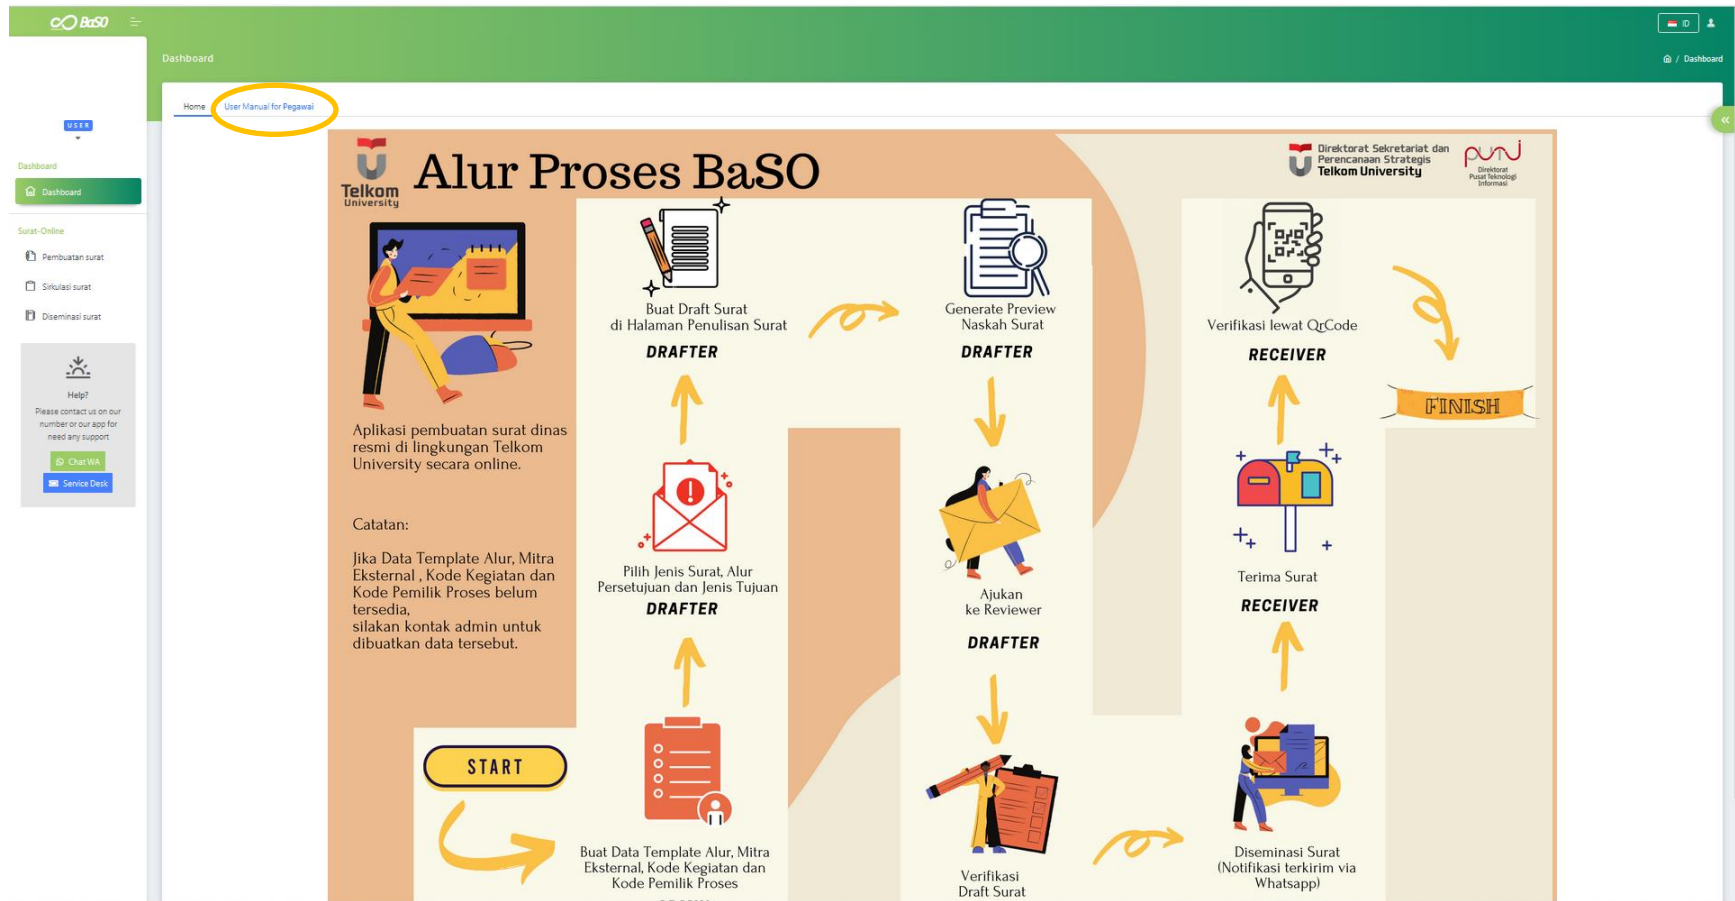 BaSO
ID
Dashboard
/ Dashboard
Home
User Manual for Pegawai
USER
Dashboard
Dashboard
Surat-Online
Pembuatan surat
Sirkulasi surat
Diseminasi surat
Help?
Please contact us on our
number or our app for
need any support
Chat WA
Service Desk
Telkom
University
Alur Proses BaSO
Direktorat Sekretariat dan
Perencanaan Strategis
Telkom University
Direktorat
Pusat Teknologi
Informasi
Aplikasi pembuatan surat dinas
resmi di lingkungan Telkom
University secara online.
Catatan:
Jika Data Template Alur, Mitra
Eksternal , Kode Kegiatan dan
Kode Pemilik Proses belum
tersedia,
silakan kontak admin untuk
dibuatkan data tersebut.
START
Buat Data Template Alur, Mitra
Eksternal, Kode Kegiatan dan
Kode Pemilik Proses
Pilih Jenis Surat, Alur
Persetujuan dan Jenis Tujuan
DRAFTER
Buat Draft Surat
di Halaman Penulisan Surat
DRAFTER
Generate Preview
Naskah Surat
DRAFTER
Ajukan
ke Reviewer
DRAFTER
Verifikasi
Draft Surat
Diseminasi Surat
(Notifikasi terkirim via
Whatsapp)
Terima Surat
RECEIVER
Verifikasi lewat QrCode
RECEIVER
FINISH